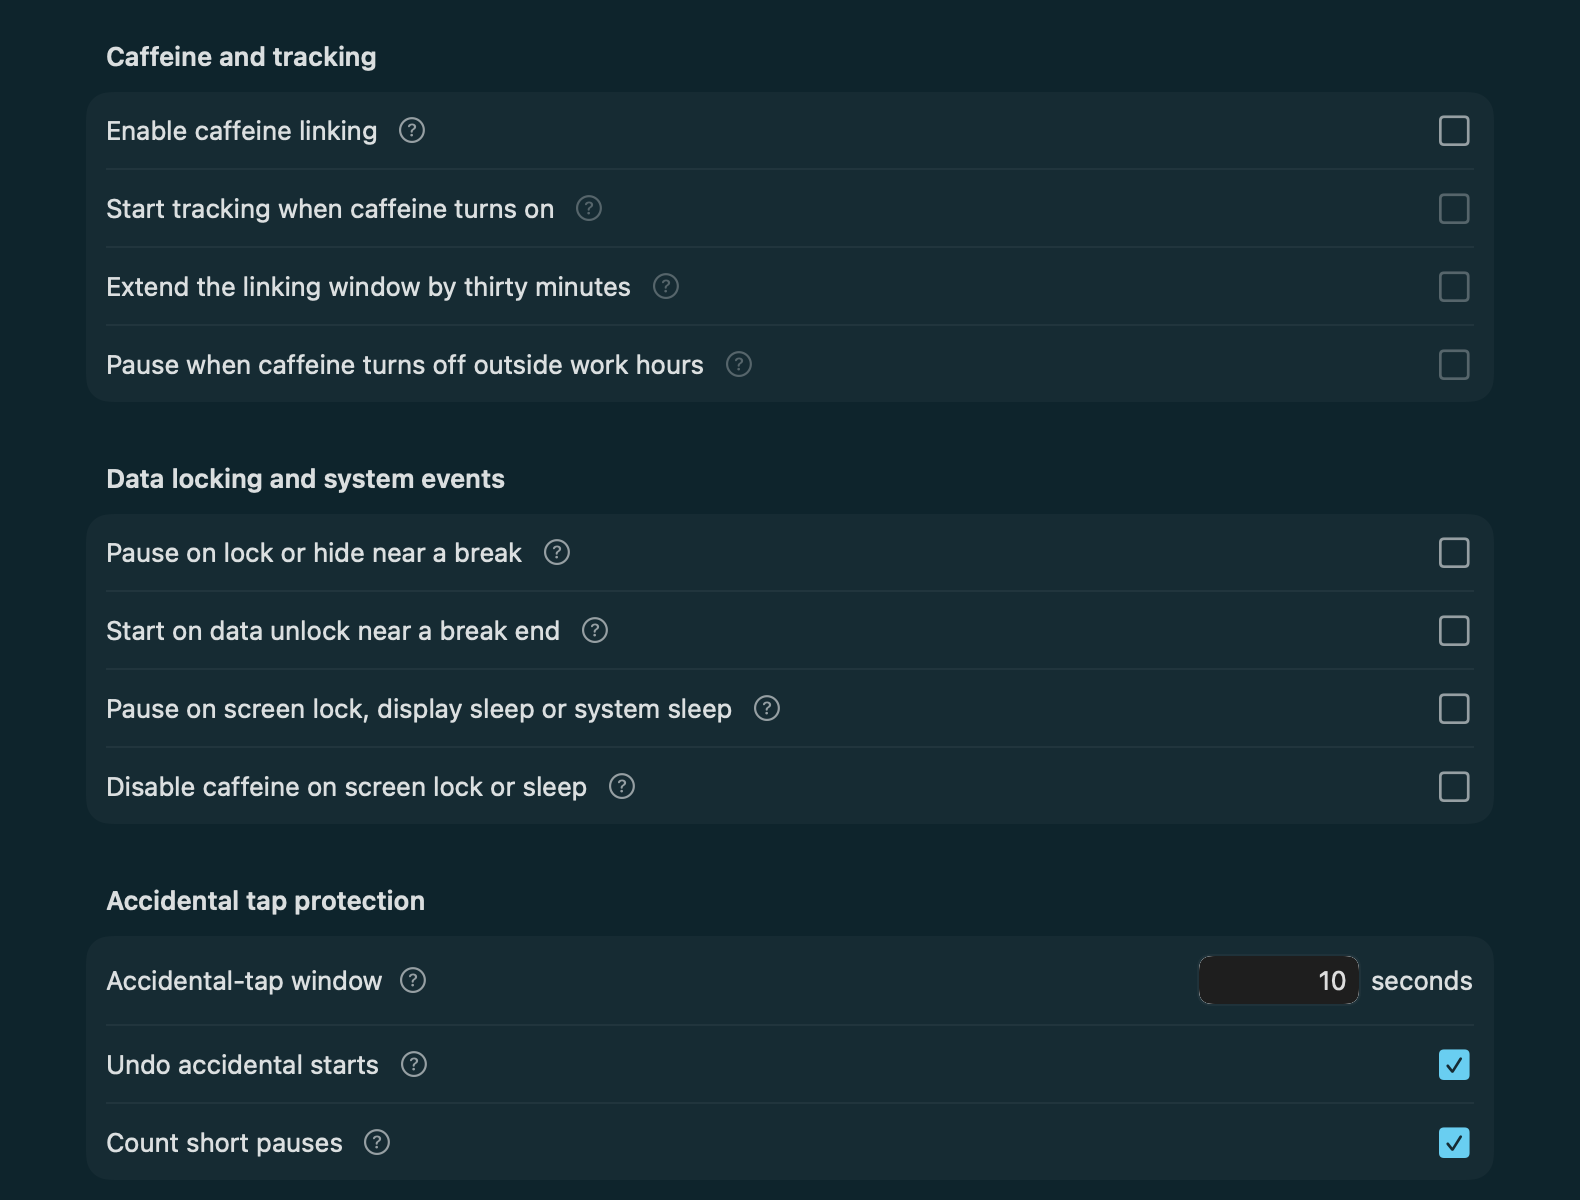 Caffeine and tracking
Enable caffeine linking ?
Start tracking when caffeine turns on ?
Extend the linking window by thirty minutes ?
Pause when caffeine turns off outside work hours ?
Data locking and system events
Pause on lock or hide near a break ?
Start on data unlock near a break end ?
Pause on screen lock, display sleep or system sleep ?
Disable caffeine on screen lock or sleep ?
Accidental tap protection
Accidental-tap window ? 10 seconds
Undo accidental starts ?
Count short pauses ?